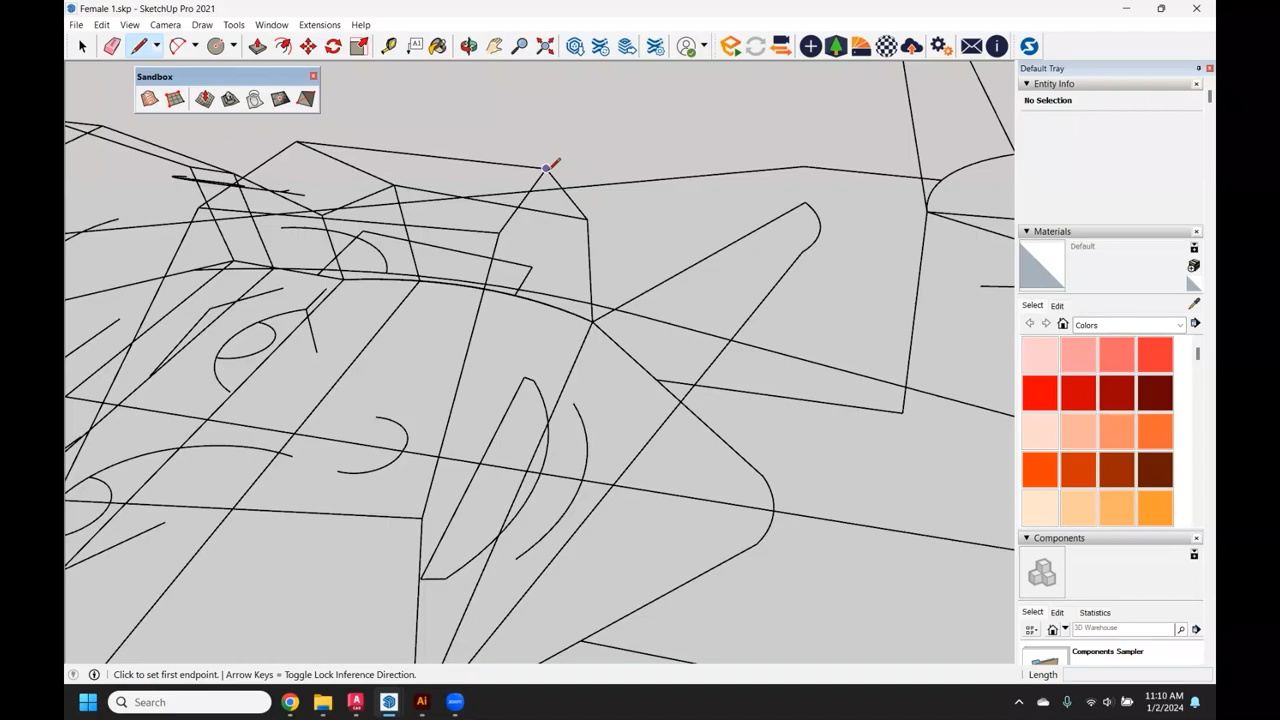 Female 1.skp - SketchUp Pro 2021
File Edit View Camera Draw Tools Window Extensions Help
Sandbox
Default Tray
Entity Info
No Selection
Materials
Default
Select Edit
Colors
Components
Select Edit Statistics
3D Warehouse
Components Sampler
Click to set first endpoint. | Arrow Keys = Toggle Lock Inference Direction.
Length
Search
11:10 AM
1/2/2024